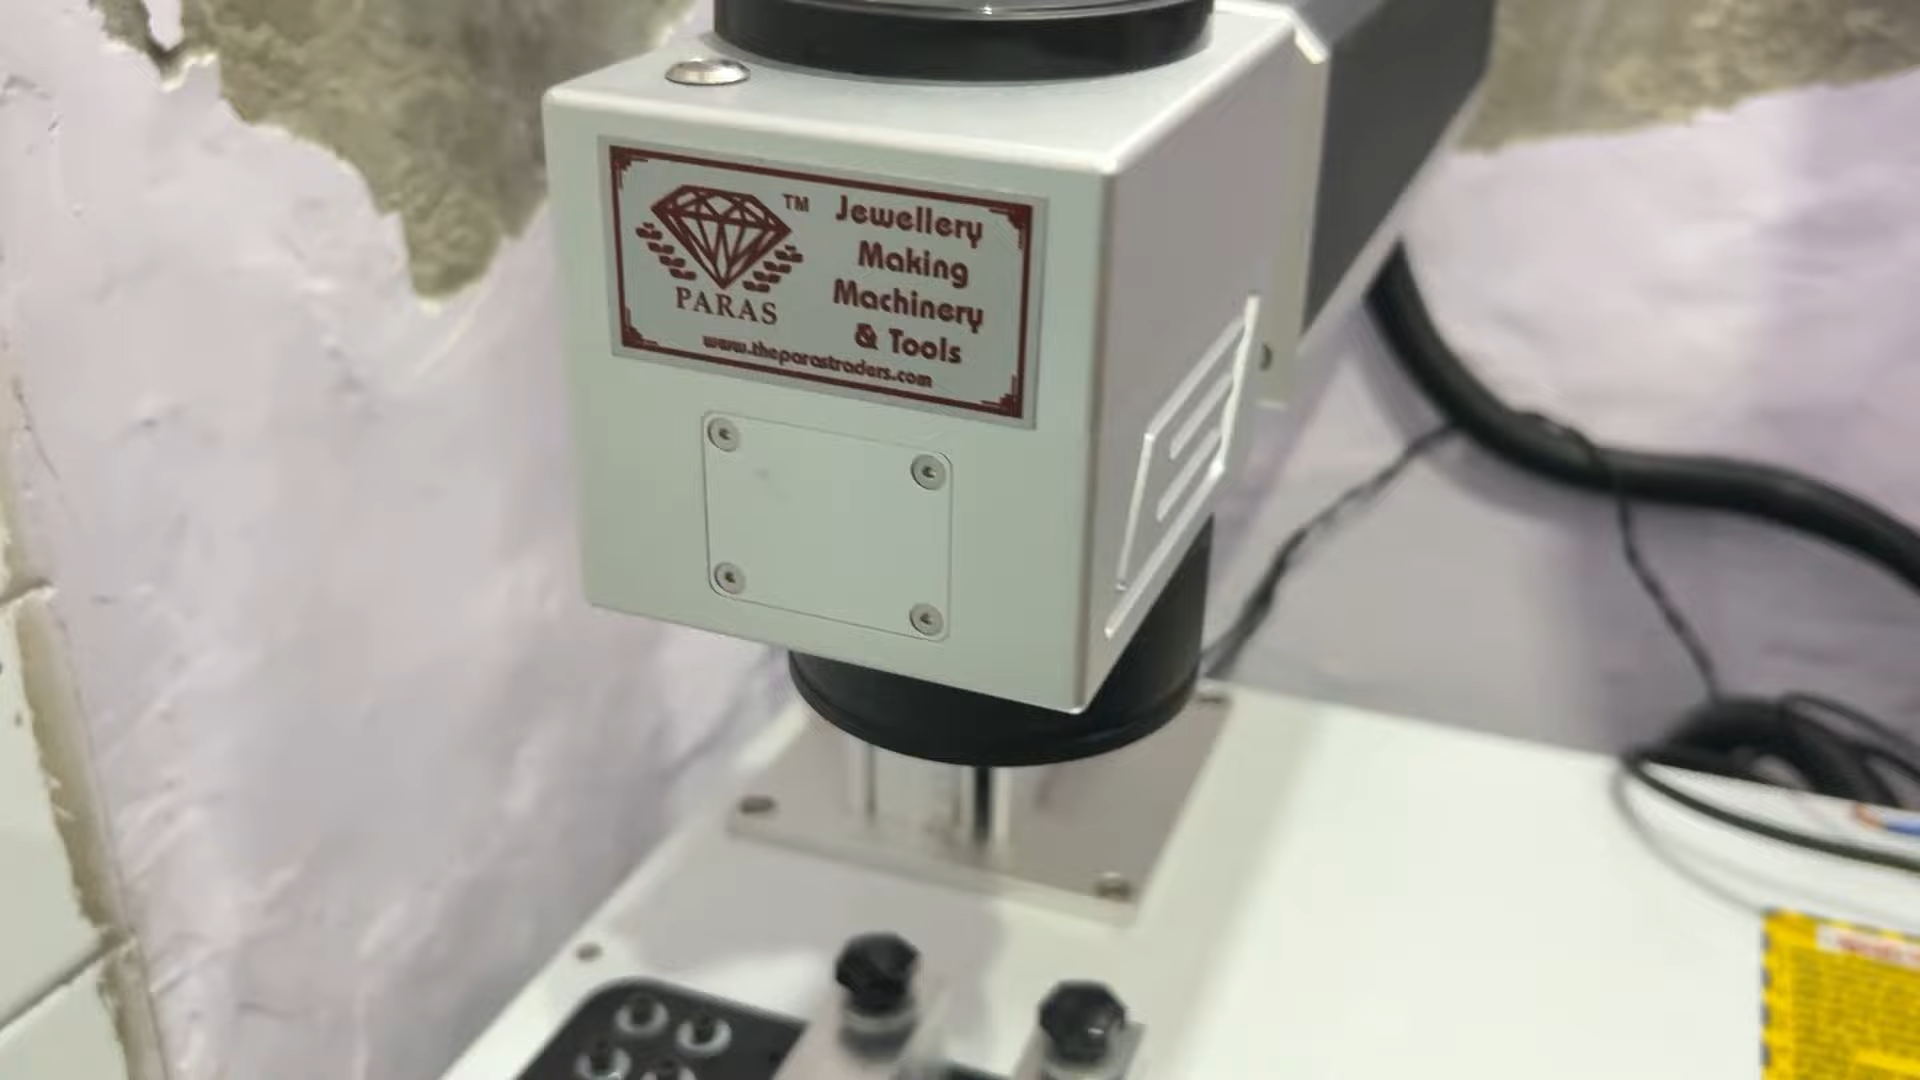 TM
PARAS
Jewellery
Making
Machinery
& Tools
www.theparastraders.com